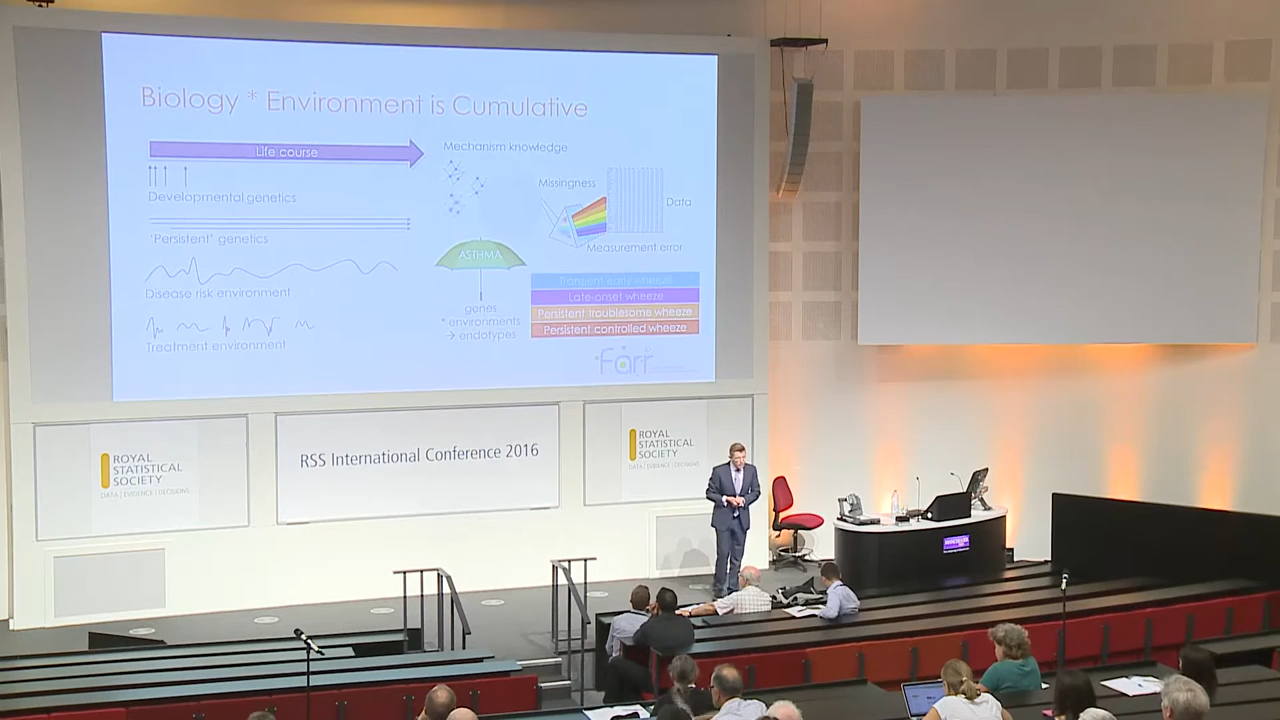 Biology * Environment is Cumulative
Life course
Developmental genetics
'Persistent' genetics
Disease risk environment
Treatment environment
Mechanism knowledge
Missingness
Data
Measurement error
ASTHMA
genes
* environments
→ endotypes
Transient early wheeze
Late-onset wheeze
Persistent troublesome wheeze
Persistent controlled wheeze
farr
ROYAL
STATISTICAL
SOCIETY
DATA | EVIDENCE | DECISIONS
RSS International Conference 2016
ROYAL
STATISTICAL
SOCIETY
DATA | EVIDENCE | DECISIONS